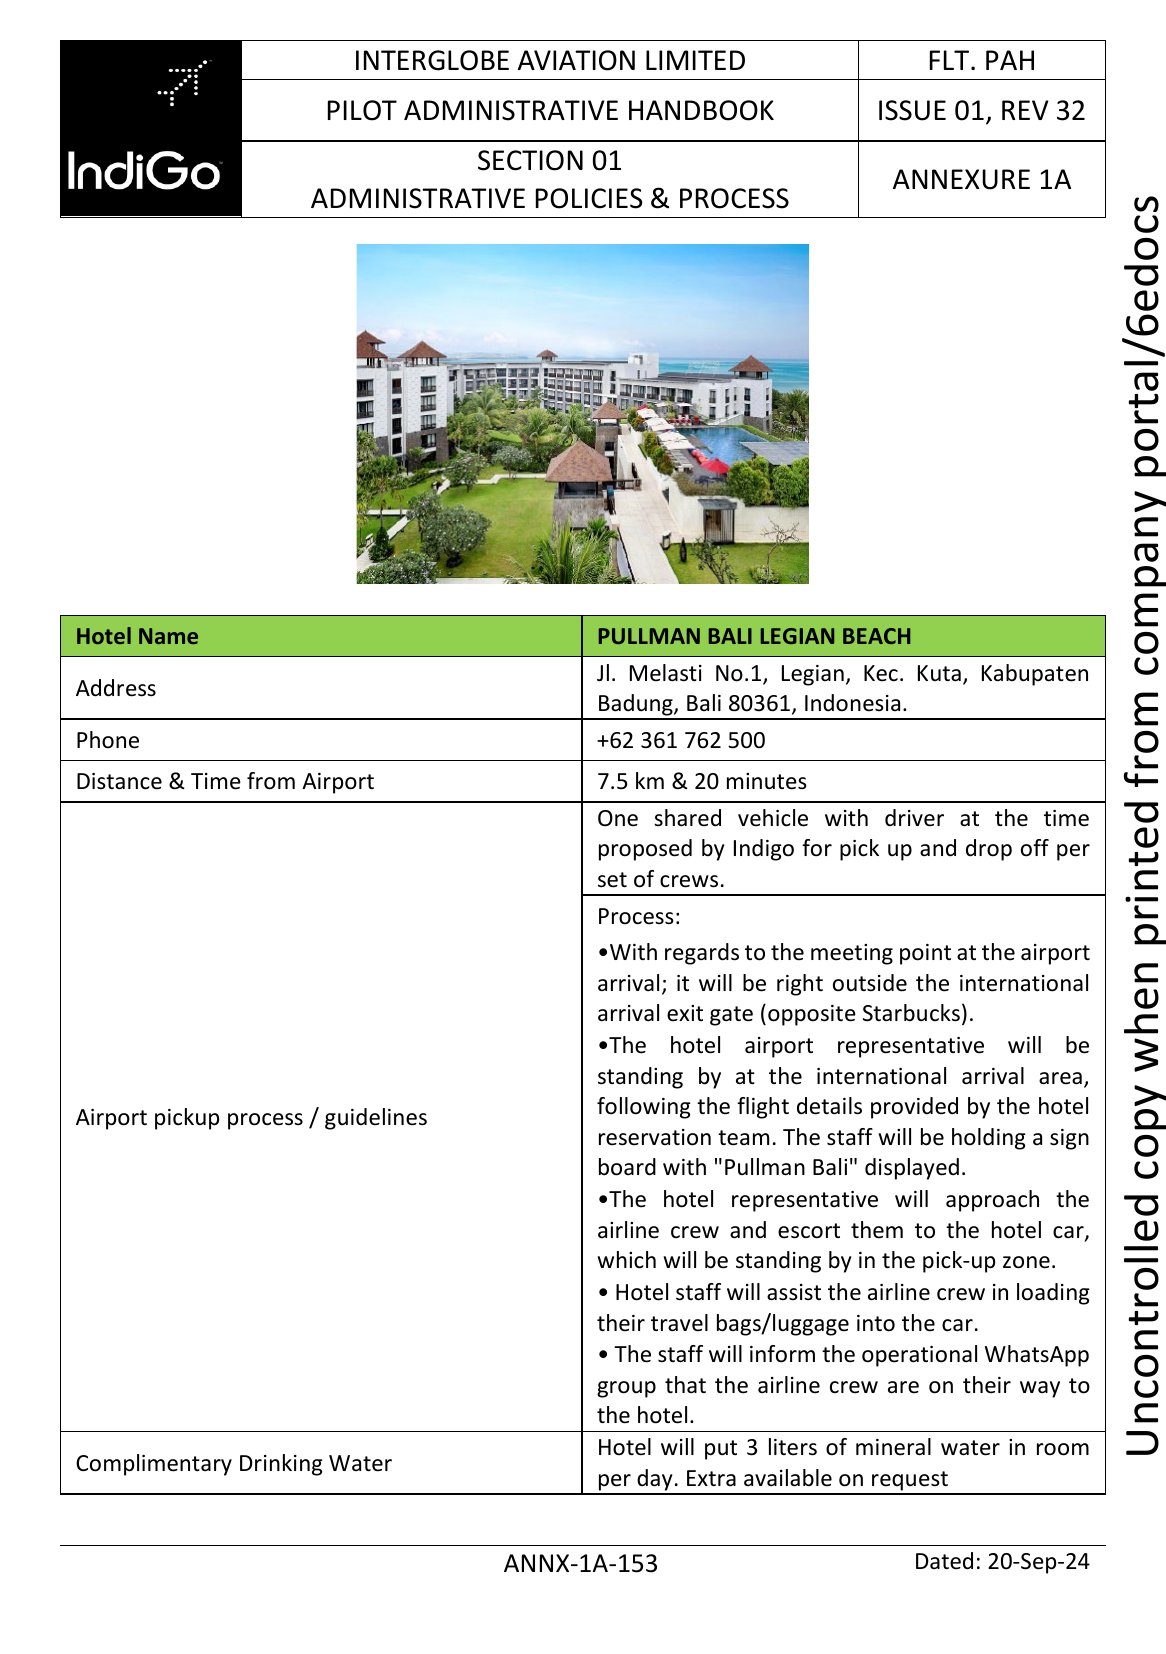 IndiGo
INTERGLOBE AVIATION LIMITED
FLT. PAH
PILOT ADMINISTRATIVE HANDBOOK
ISSUE 01, REV 32
SECTION 01
ADMINISTRATIVE POLICIES & PROCESS
ANNEXURE 1A
Hotel Name
PULLMAN BALI LEGIAN BEACH
Address
Jl. Melasti No.1, Legian, Kec. Kuta, Kabupaten
Badung, Bali 80361, Indonesia.
Phone
+62 361 762 500
Distance & Time from Airport
7.5 km & 20 minutes
Airport pickup process / guidelines
One shared vehicle with driver at the time
proposed by Indigo for pick up and drop off per
set of crews.
Process:
•With regards to the meeting point at the airport
arrival; it will be right outside the international
arrival exit gate (opposite Starbucks).
•The hotel airport representative will be
standing by at the international arrival area,
following the flight details provided by the hotel
reservation team. The staff will be holding a sign
board with "Pullman Bali" displayed.
•The hotel representative will approach the
airline crew and escort them to the hotel car,
which will be standing by in the pick-up zone.
• Hotel staff will assist the airline crew in loading
their travel bags/luggage into the car.
• The staff will inform the operational WhatsApp
group that the airline crew are on their way to
the hotel.
Complimentary Drinking Water
Hotel will put 3 liters of mineral water in room
per day. Extra available on request
ANNX-1A-153
Dated: 20-Sep-24
Uncontrolled copy when printed from company portal/6edocs